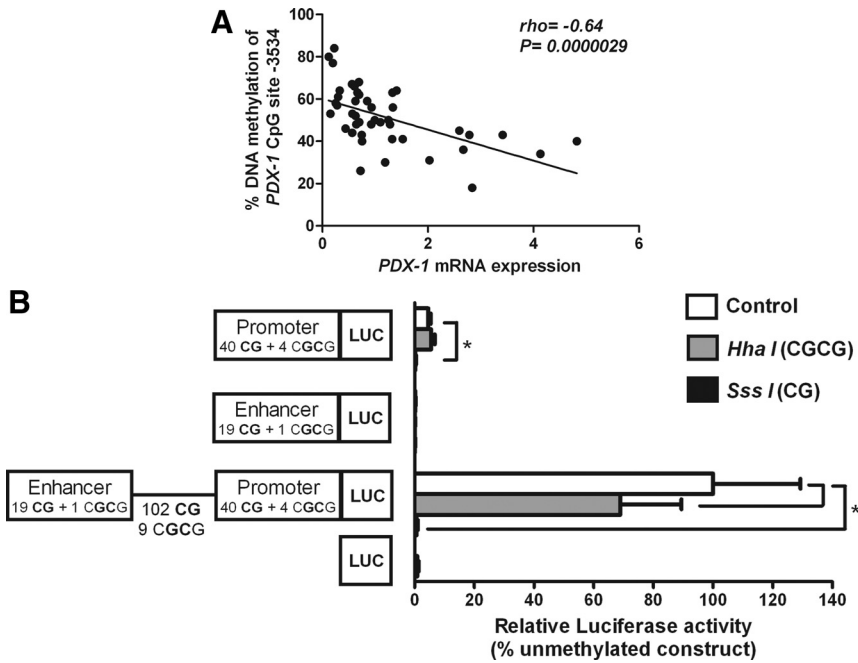 A
rho= -0.64
P= 0.0000029
% DNA methylation of
PDX-1 CpG site -3534
100
80
60
40
20
0
0 2 4 6
PDX-1 mRNA expression
B
Promoter
40 CG + 4 CGCG
LUC
*
Control
Hha I (CGCG)
Sss I (CG)
Enhancer
19 CG + 1 CGCG
LUC
Enhancer
19 CG + 1 CGCG
102 CG
9 CGCG
Promoter
40 CG + 4 CGCG
LUC
*
LUC
0 20 40 60 80 100 120 140
Relative Luciferase activity
(% unmethylated construct)